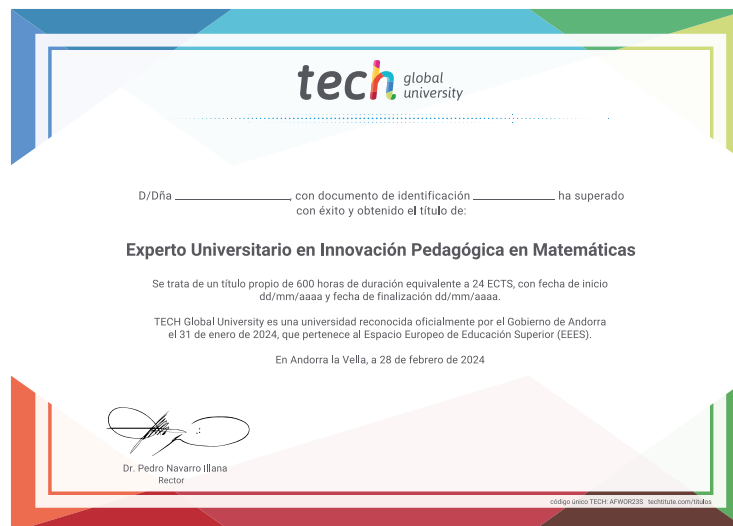 tech global university
D/Dña ____________, con documento de identificación ____________ ha superado
con éxito y obtenido el título de:
Experto Universitario en Innovación Pedagógica en Matemáticas
Se trata de un título propio de 600 horas de duración equivalente a 24 ECTS, con fecha de inicio
dd/mm/aaaa y fecha de finalización dd/mm/aaaa.
TECH Global University es una universidad reconocida oficialmente por el Gobierno de Andorra
el 31 de enero de 2024, que pertenece al Espacio Europeo de Educación Superior (EEES).
En Andorra la Vella, a 28 de febrero de 2024
Dr. Pedro Navarro Illana
Rector
código único TECH: AFWOR23S techtitute.com/titulos